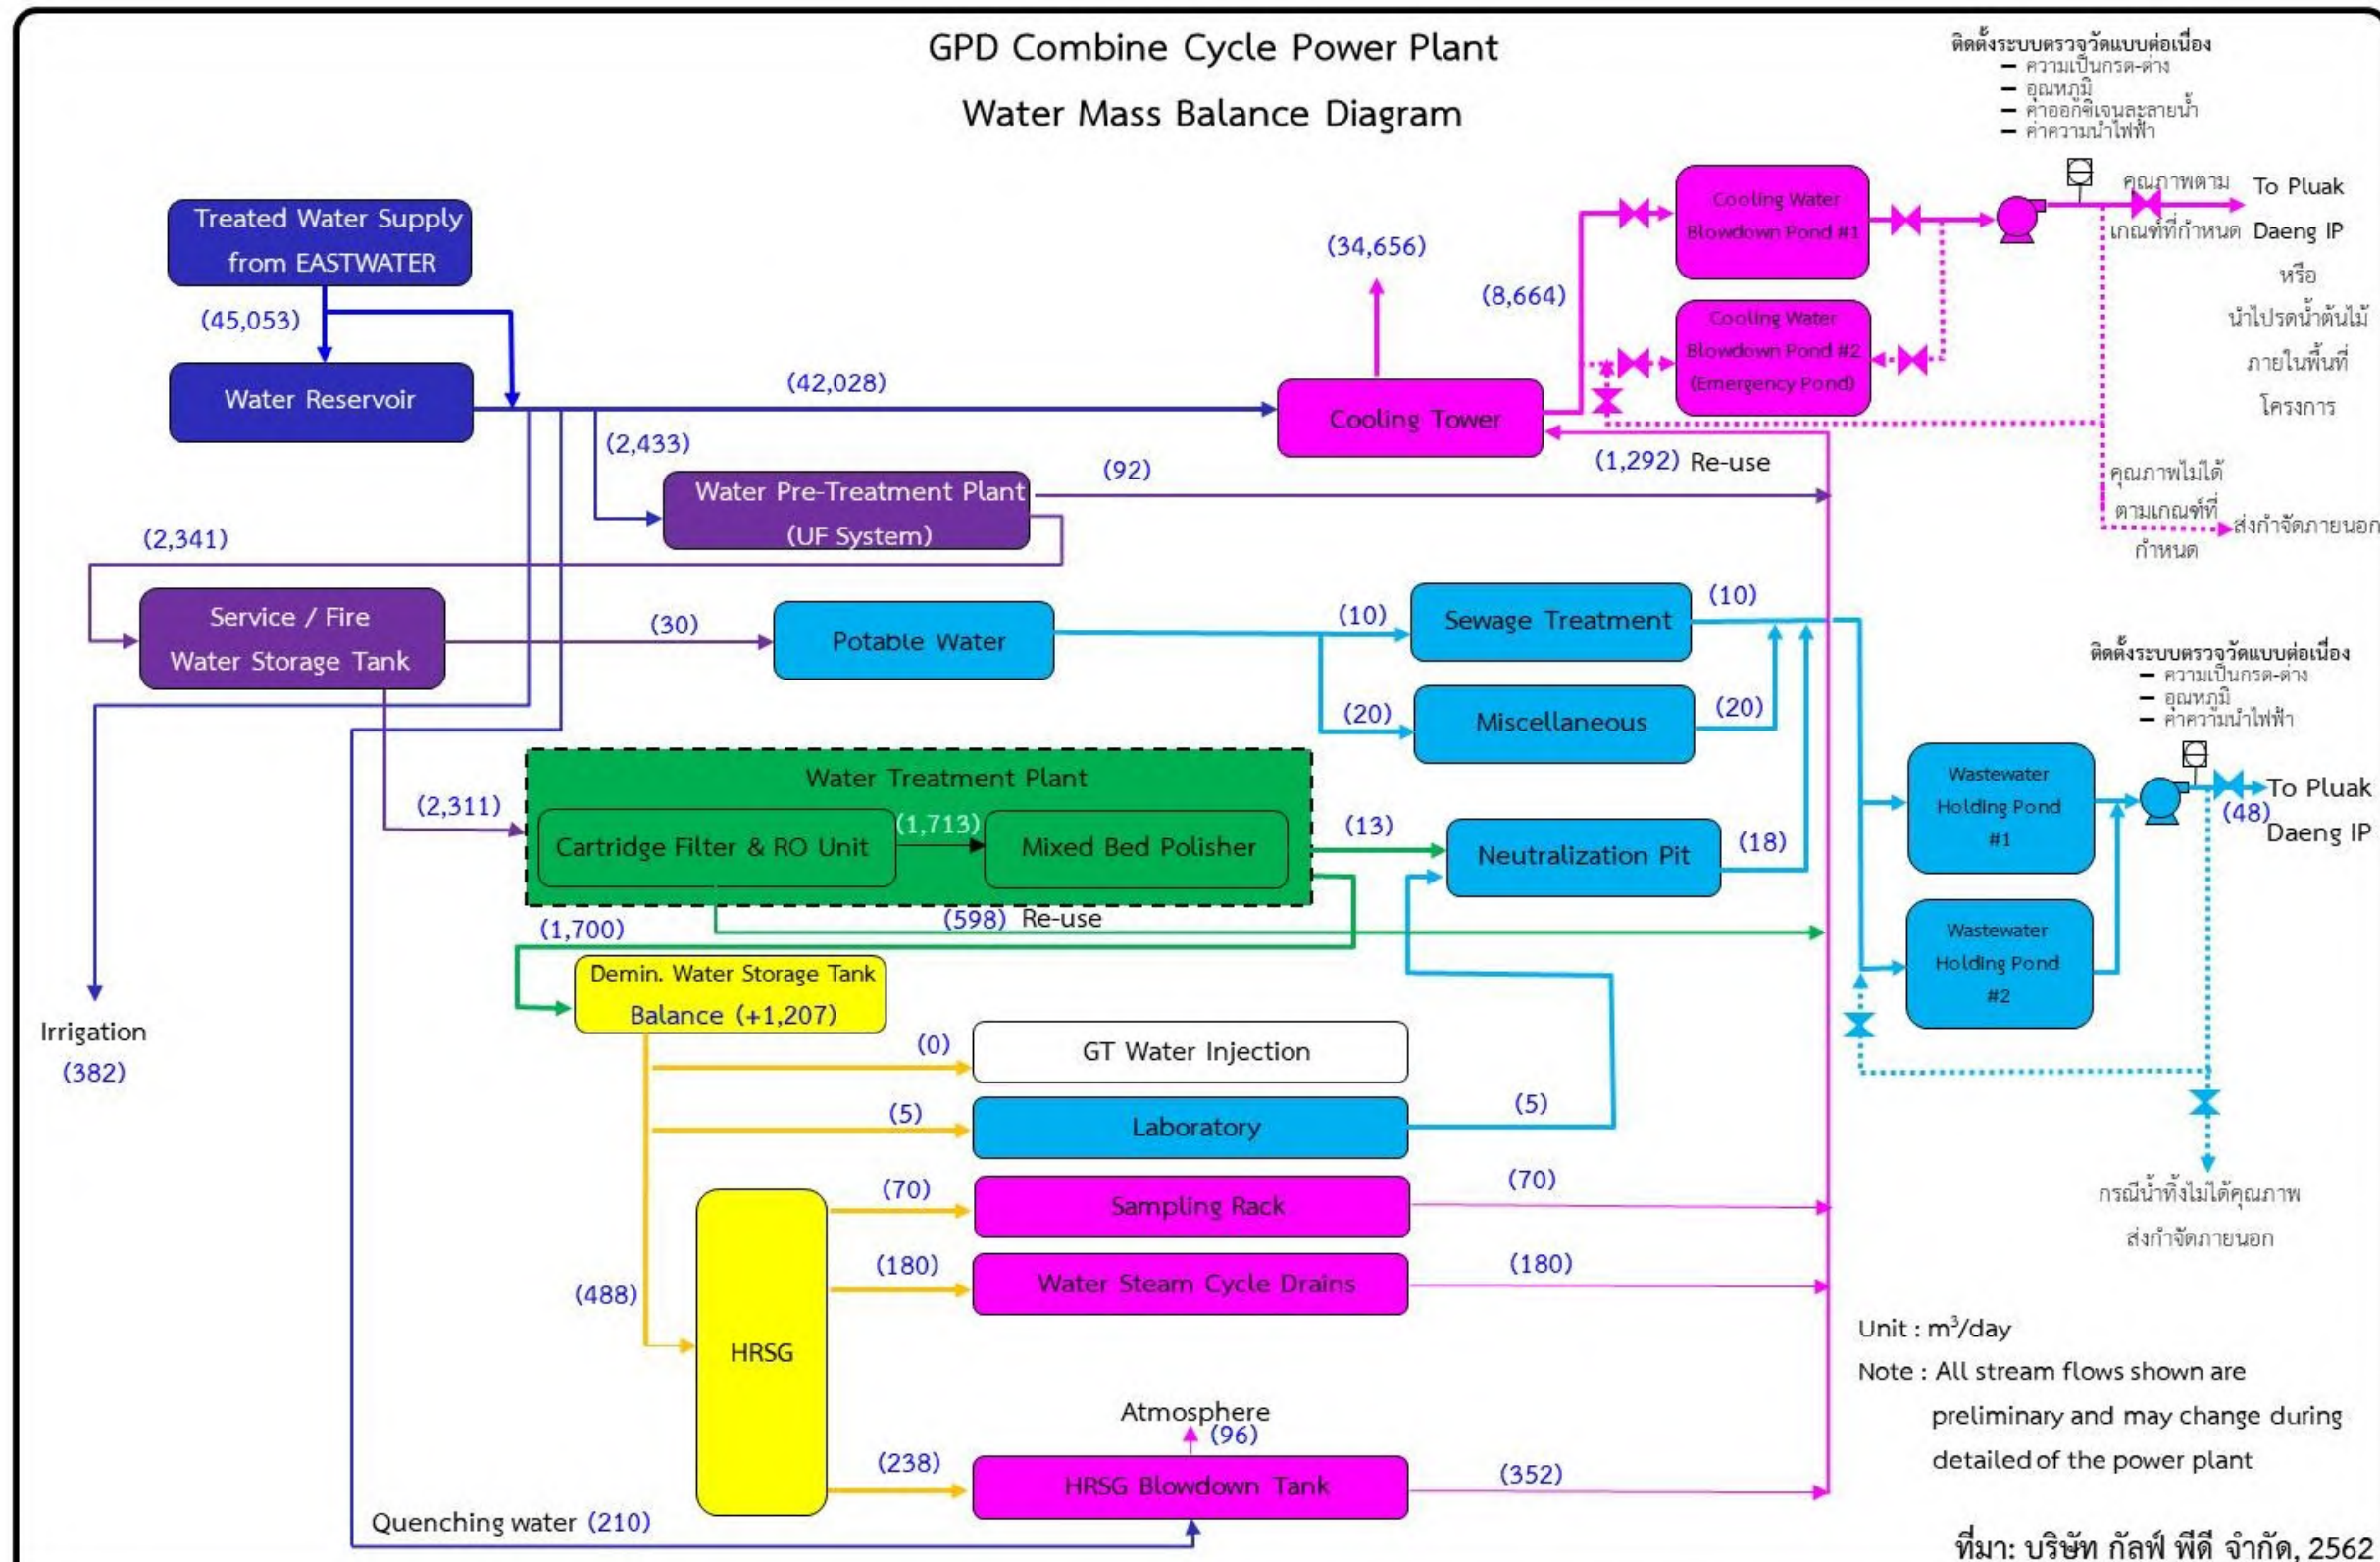 GPD Combine Cycle Power Plant
Water Mass Balance Diagram
ติดตั้งระบบตรวจวัดแบบต่อเนื่อง
– ความเป็นกรด-ด่าง
– อุณหภูมิ
– ค่าออกซิเจนละลายน้ำ
– ค่าความนำไฟฟ้า
Treated Water Supply
from EASTWATER
(45,053)
Water Reservoir
(42,028)
(34,656)
(8,664)
Cooling Water
Blowdown Pond #1
Cooling Water
Blowdown Pond #2
(Emergency Pond)
คุณภาพตาม
เกณฑ์ที่กำหนด
To Pluak
Daeng IP
หรือ
นำไปรดน้ำต้นไม้
ภายในพื้นที่
โครงการ
Cooling Tower
(1,292) Re-use
คุณภาพไม่ได้
ตามเกณฑ์ที่
กำหนด
ส่งกำจัดภายนอก
(2,433)
Water Pre-Treatment Plant
(UF System)
(92)
(2,341)
Service / Fire
Water Storage Tank
(30)
Potable Water
(10)
Sewage Treatment
(10)
(20)
Miscellaneous
(20)
ติดตั้งระบบตรวจวัดแบบต่อเนื่อง
– ความเป็นกรด-ด่าง
– อุณหภูมิ
– ค่าความนำไฟฟ้า
Water Treatment Plant
(2,311)
Cartridge Filter & RO Unit
(1,713)
Mixed Bed Polisher
(13)
Neutralization Pit
(18)
Wastewater
Holding Pond
#1
Wastewater
Holding Pond
#2
To Pluak
(48)
Daeng IP
(598) Re-use
(1,700)
Demin. Water Storage Tank
Balance (+1,207)
Irrigation
(382)
(0)
GT Water Injection
(5)
Laboratory
(5)
(70)
Sampling Rack
(70)
(180)
Water Steam Cycle Drains
(180)
(488)
HRSG
กรณีน้ำทิ้งไม่ได้คุณภาพ
ส่งกำจัดภายนอก
Atmosphere
(96)
(238)
HRSG Blowdown Tank
(352)
Quenching water (210)
Unit : m³/day
Note : All stream flows shown are
preliminary and may change during
detailed of the power plant
ที่มา: บริษัท กัลฟ์ พีดี จำกัด, 2562